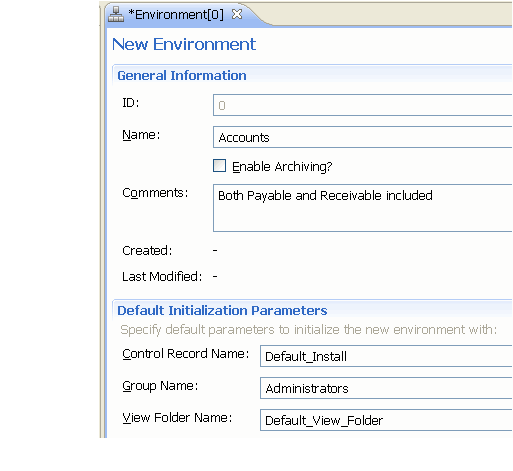 *Environment[0]
New Environment
General Information
ID: 0
Name: Accounts
Enable Archiving?
Comments: Both Payable and Receivable included
Created: -
Last Modified: -
Default Initialization Parameters
Specify default parameters to initialize the new environment with:
Control Record Name: Default_Install
Group Name: Administrators
View Folder Name: Default_View_Folder